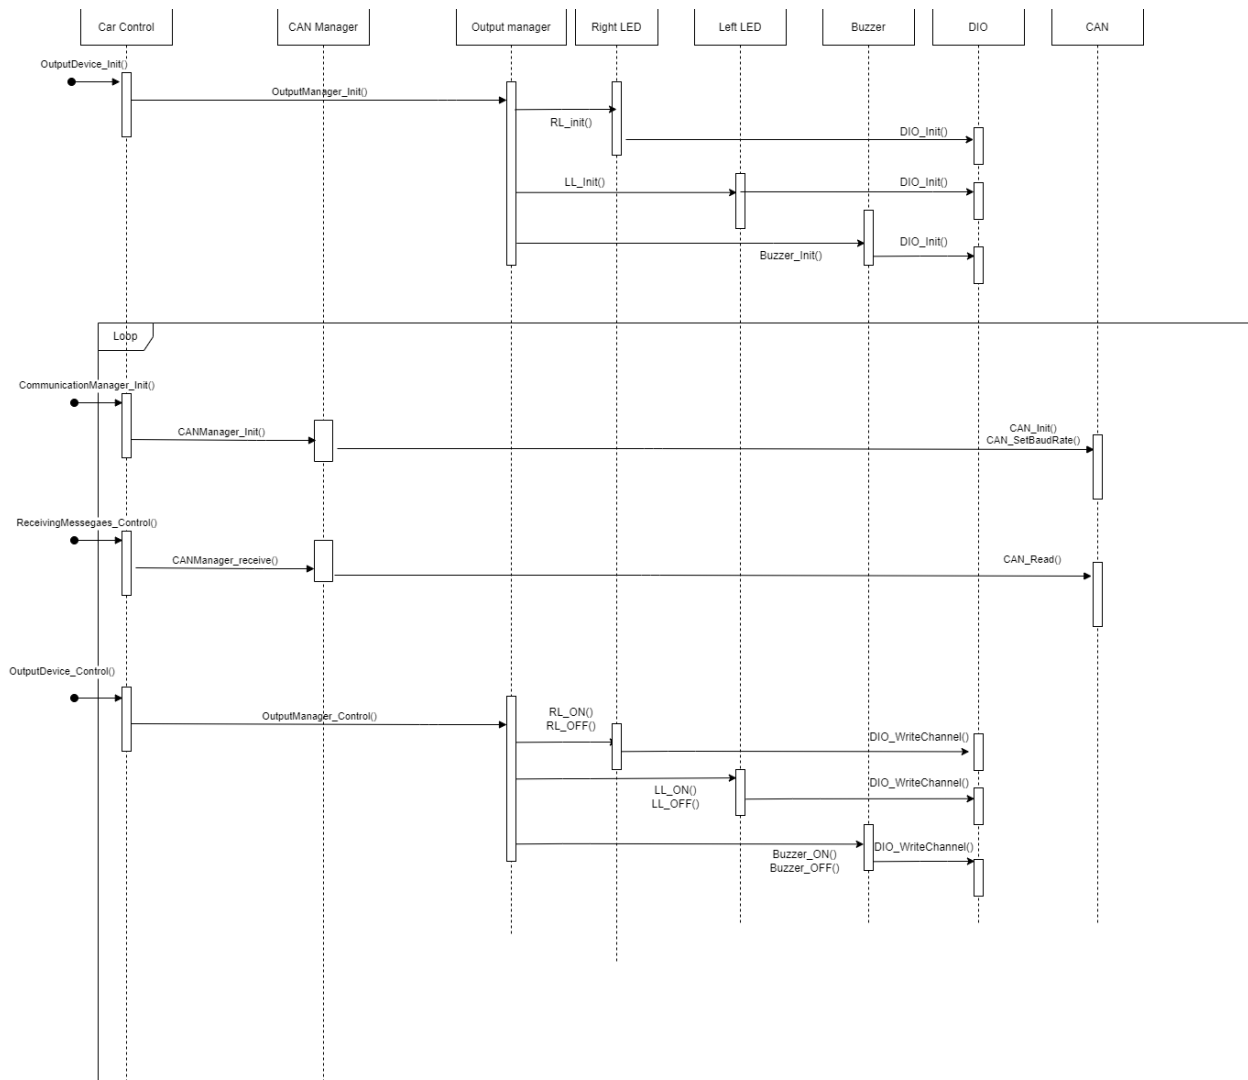 Car Control
CAN Manager
Output manager
Right LED
Left LED
Buzzer
DIO
CAN
OutputDevice_Init()
OutputManager_Init()
RL_init()
DIO_Init()
LL_Init()
DIO_Init()
Buzzer_Init()
DIO_Init()
Loop
CommunicationManager_Init()
CANManager_Init()
CAN_Init()
CAN_SetBaudRate()
ReceivingMessegaes_Control()
CANManager_receive()
CAN_Read()
OutputDevice_Control()
OutputManager_Control()
RL_ON()
RL_OFF()
DIO_WriteChannel()
LL_ON()
LL_OFF()
DIO_WriteChannel()
Buzzer_ON()
Buzzer_OFF()
DIO_WriteChannel()